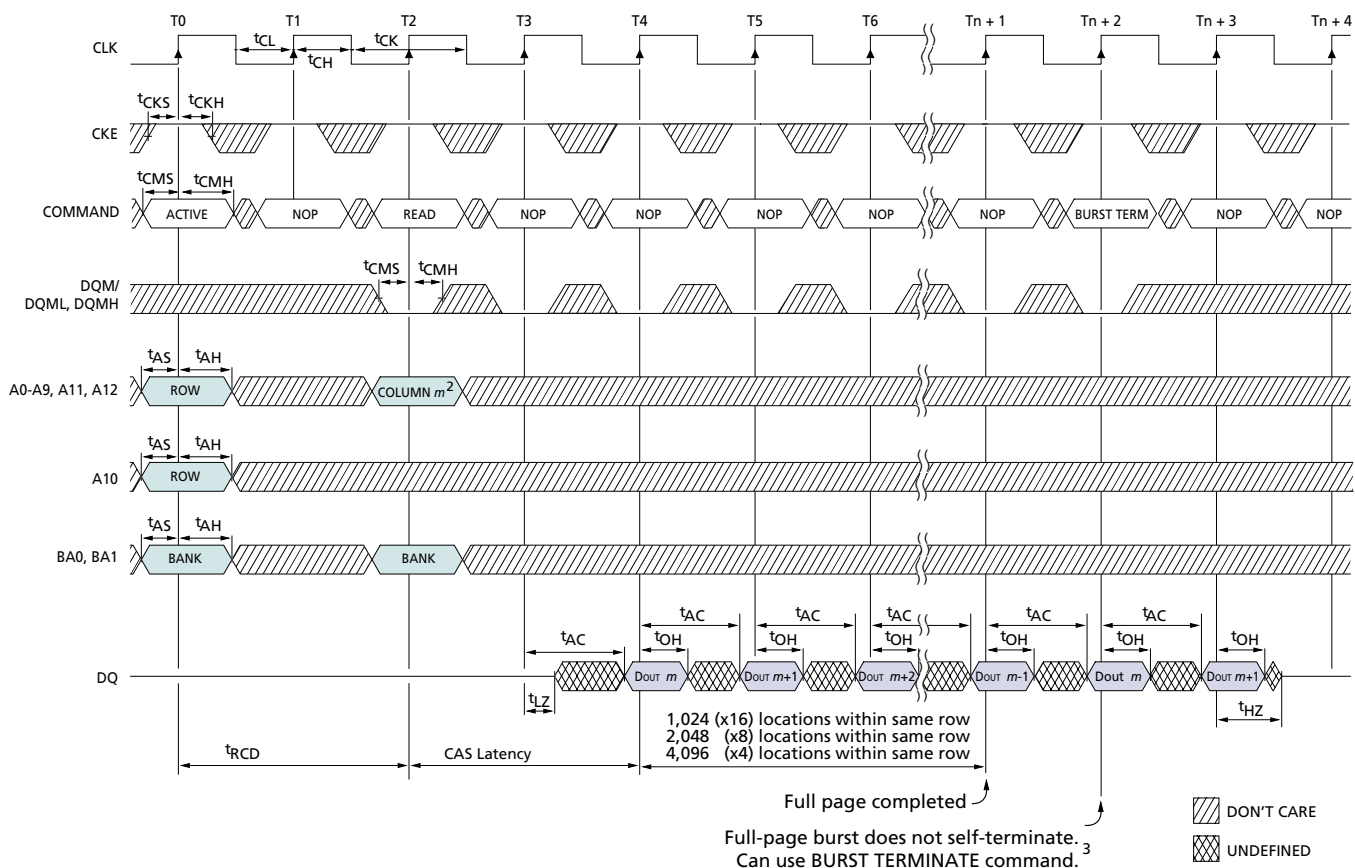 T0 T1 T2 T3 T4 T5 T6 Tn + 1 Tn + 2 Tn + 3 Tn + 4
CLK
tCL tCK
tCH
tCKS tCKH
CKE
tCMS tCMH
COMMAND ACTIVE NOP READ NOP NOP NOP NOP NOP BURST TERM NOP NOP
tCMS tCMH
DQM/
DQML, DQMH
tAS tAH
A0-A9, A11, A12 ROW COLUMN m2
tAS tAH
A10 ROW
tAS tAH
BA0, BA1 BANK BANK
tAC tAC tAC tAC tAC tAC
tOH tOH tOH tOH tOH tOH
DQ DOUT m DOUT m+1 DOUT m+2 DOUT m-1 Dout m DOUT m+1
tLZ tHZ
1,024 (x16) locations within same row
2,048 (x8) locations within same row
4,096 (x4) locations within same row
tRCD CAS Latency
Full page completed
Full-page burst does not self-terminate. 3
Can use BURST TERMINATE command.
DON'T CARE
UNDEFINED